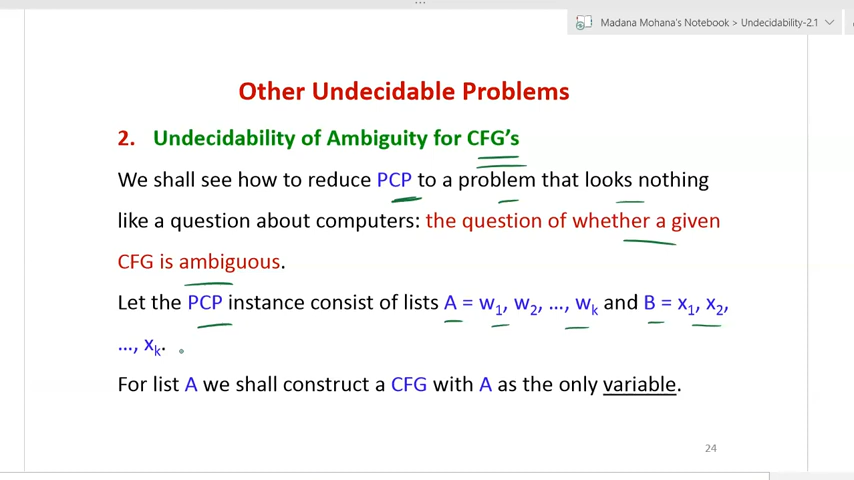 ...
Madana Mohana's Notebook > Undecidability-2.1
Other Undecidable Problems
2. Undecidability of Ambiguity for CFG's
We shall see how to reduce PCP to a problem that looks nothing
like a question about computers: the question of whether a given
CFG is ambiguous.
Let the PCP instance consist of lists A = w1, w2, ..., wk and B = x1, x2,
..., xk.
For list A we shall construct a CFG with A as the only variable.
24